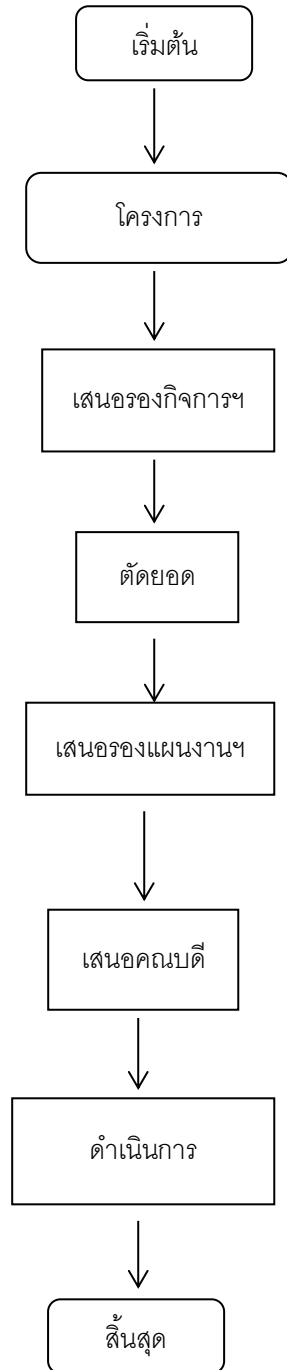 เริ่มต้น
โครงการ
เสนอรองกิจการฯ
ตัดยอด
เสนอรองแผนงานฯ
เสนอคณบดี
ดำเนินการ
สิ้นสุด